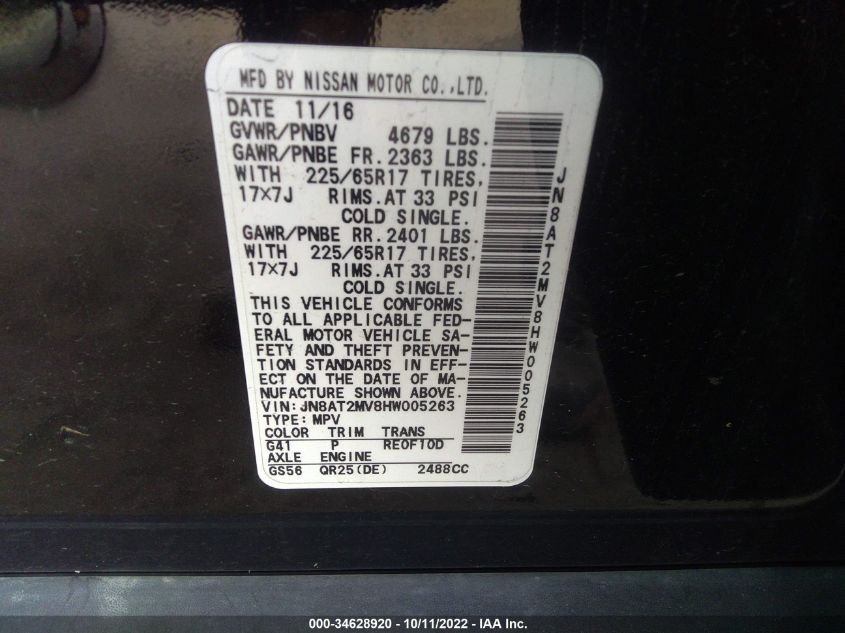 MFD BY NISSAN MOTOR CO.,LTD.
DATE 11/16
GVWR/PNBV 4679 LBS.
GAWR/PNBE FR.2363 LBS.
WITH 225/65R17 TIRES,
17×7J RIMS.AT 33 PSI
COLD SINGLE.
GAWR/PNBE RR.2401 LBS.
WITH 225/65R17 TIRES,
17×7J RIMS.AT 33 PSI
COLD SINGLE.
THIS VEHICLE CONFORMS
TO ALL APPLICABLE FED-
ERAL MOTOR VEHICLE SA-
FETY AND THEFT PREVEN-
TION STANDARDS IN EFF-
ECT ON THE DATE OF MA-
NUFACTURE SHOWN ABOVE.
VIN:JN8AT2MV8HW005263
TYPE:MPV
COLOR TRIM TRANS
G41 P RE0F10D
AXLE ENGINE
GS56 QR25(DE) 2488CC
JN8AT2MV8HW005263
000-34628920 - 10/11/2022 - IAA Inc.